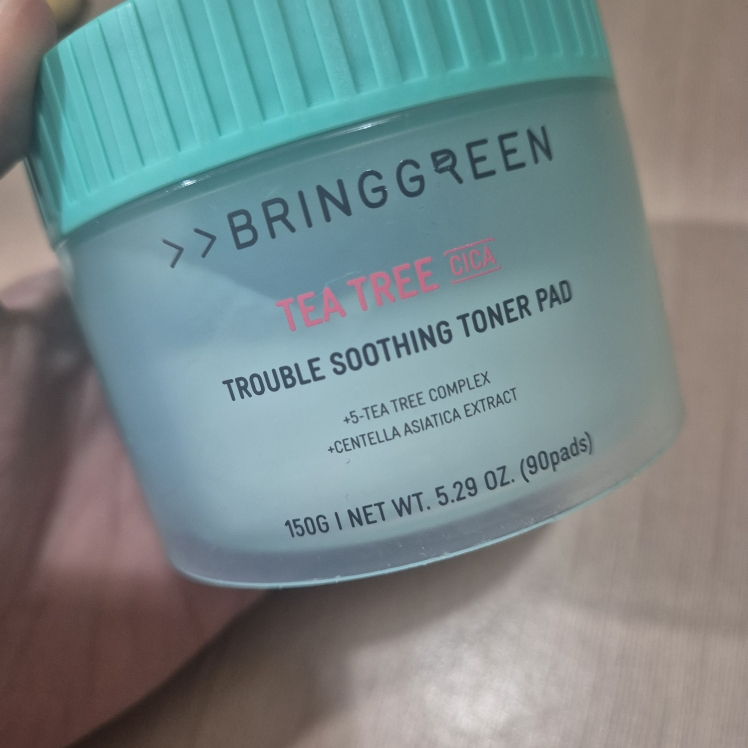 >>BRINGGREEN
TEA TREE CICA
TROUBLE SOOTHING TONER PAD
+5-TEA TREE COMPLEX
+CENTELLA ASIATICA EXTRACT
150G I NET WT. 5.29 OZ. (90pads)